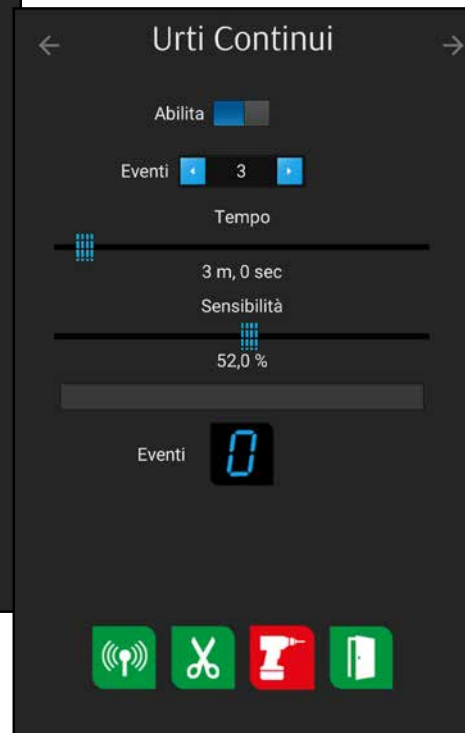 Urti Continui
Abilita
Eventi 3
Tempo
3 m, 0 sec
Sensibilità
52,0 %
Eventi 0